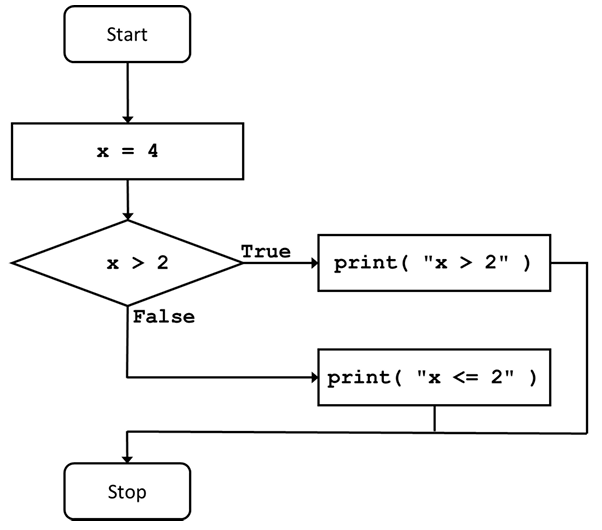 Start
x = 4
x > 2
True
print( "x > 2" )
False
print( "x <= 2" )
Stop